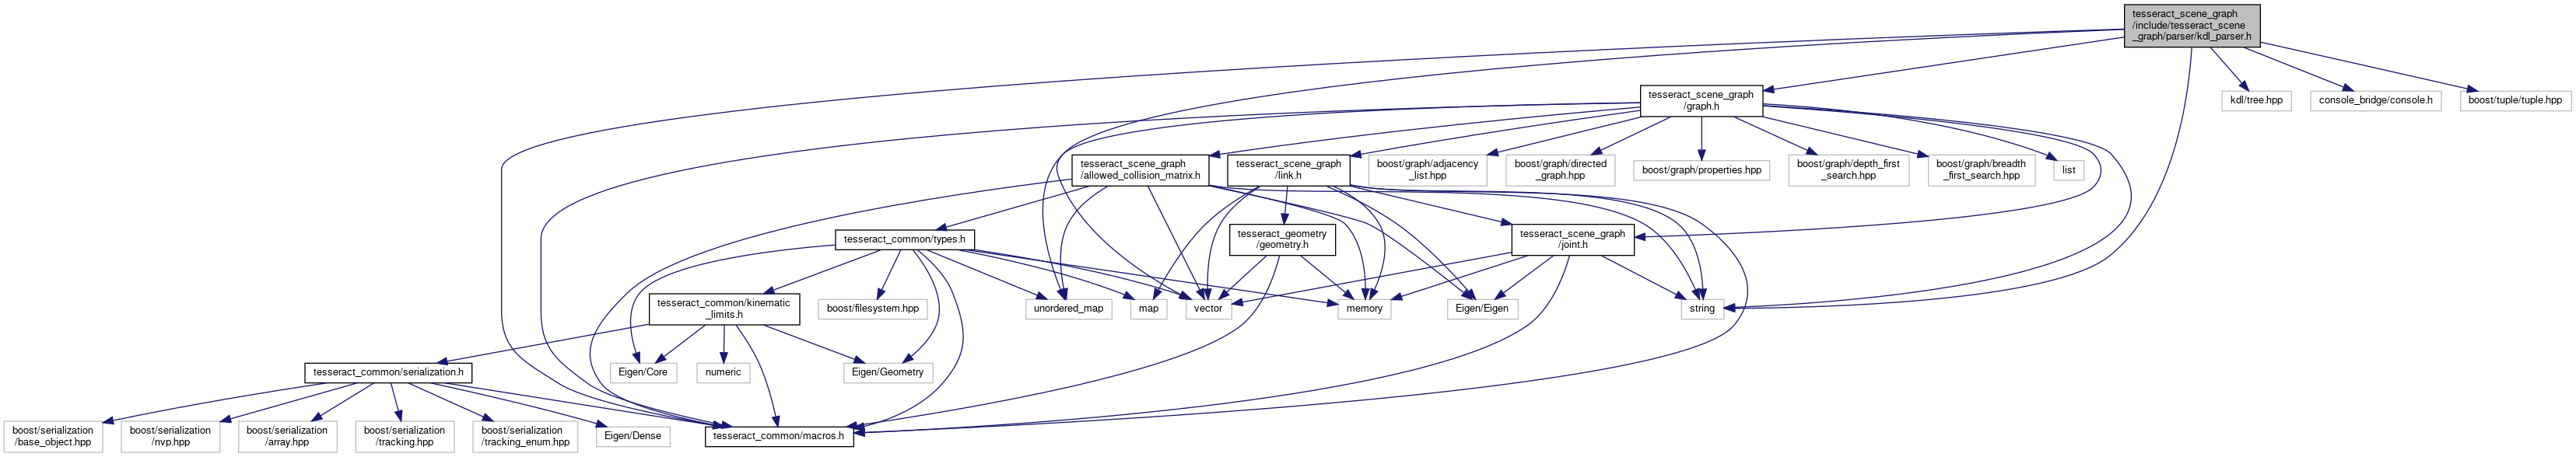 tesseract_scene_graph
/include/tesseract_scene
_graph/parser/kdl_parser.h
tesseract_scene_graph
/graph.h
kdl/tree.hpp
console_bridge/console.h
boost/tuple/tuple.hpp
tesseract_scene_graph
/allowed_collision_matrix.h
tesseract_scene_graph
/link.h
boost/graph/adjacency
_list.hpp
boost/graph/directed
_graph.hpp
boost/graph/properties.hpp
boost/graph/depth_first
_search.hpp
boost/graph/breadth
_first_search.hpp
list
tesseract_common/types.h
tesseract_geometry
/geometry.h
tesseract_scene_graph
/joint.h
tesseract_common/kinematic
_limits.h
boost/filesystem.hpp
unordered_map
map
vector
memory
Eigen/Eigen
string
tesseract_common/serialization.h
Eigen/Core
numeric
Eigen/Geometry
boost/serialization
/base_object.hpp
boost/serialization
/nvp.hpp
boost/serialization
/array.hpp
boost/serialization
/tracking.hpp
boost/serialization
/tracking_enum.hpp
Eigen/Dense
tesseract_common/macros.h